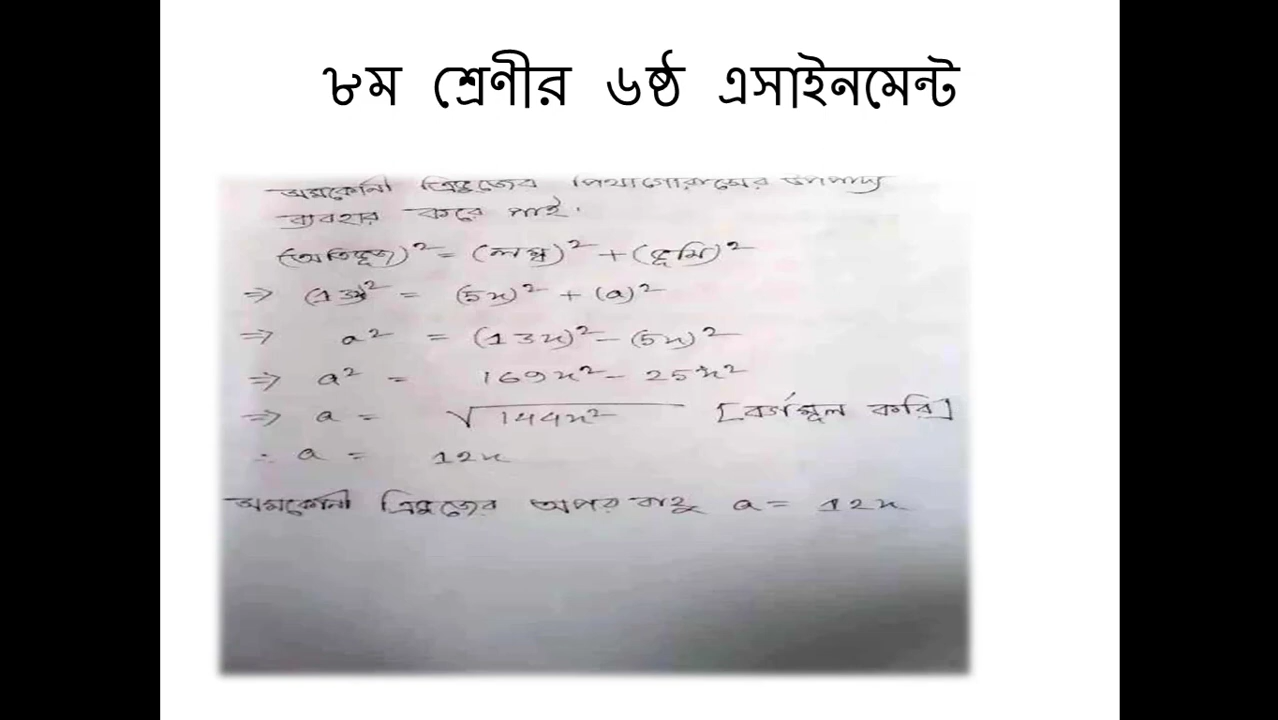 ৮ম শ্রেণীর ৬ষ্ঠ এসাইনমেন্ট
সমকোনী ত্রিভুজের পিথাগোরাসের উপপাদ্য
ব্যবহার করে পাই।
(অতিভুজ)² = (লম্ব)² + (ভূমি)²
⇒ (13x)² = (5x)² + (a)²
⇒ a² = (13x)² - (5x)²
⇒ a² = 169x² - 25x²
⇒ a = √144x² [বর্গমূল করি]
∴ a = 12x
সমকোনী ত্রিভুজের অপর বাহু a = 12x